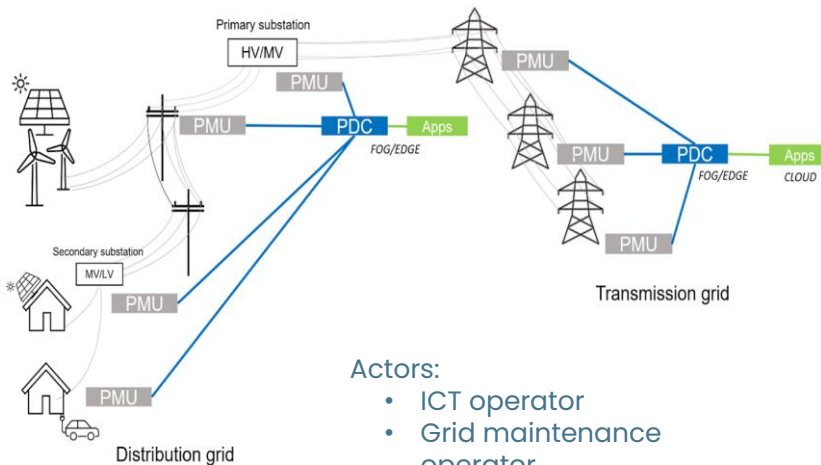 Primary substation
HV/MV
PMU
PMU
PDC
Apps
FOG/EDGE
Secondary substation
MV/LV
PMU
PMU
Distribution grid
PMU
PMU
PDC
Apps
FOG/EDGE
CLOUD
PMU
Transmission grid
Actors:
• ICT operator
• Grid maintenance
operator